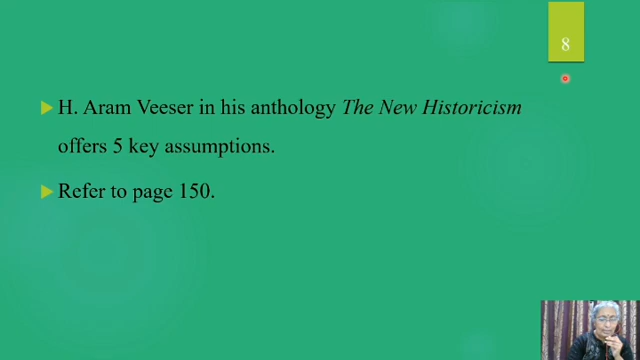 8
H. Aram Veeser in his anthology The New Historicism
offers 5 key assumptions.
Refer to page 150.